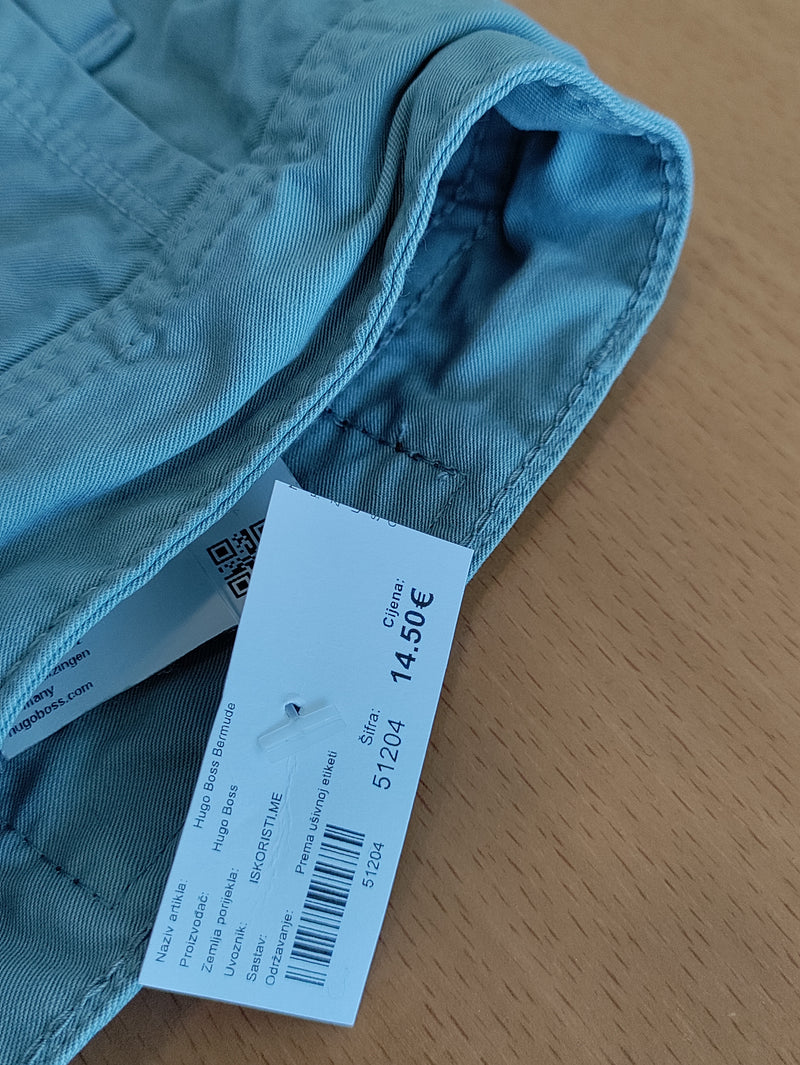 Naziv artikla: Hugo Boss Bermude
Proizvođač: Hugo Boss
Zemlja porijekla:
Uvoznik: ISKORISTI.ME
Sastav:
Održavanje: Prema ušivnoj etiketi
51204
Šifra:
51204
Cijena:
14.50€
zingen
many
hugoboss.com